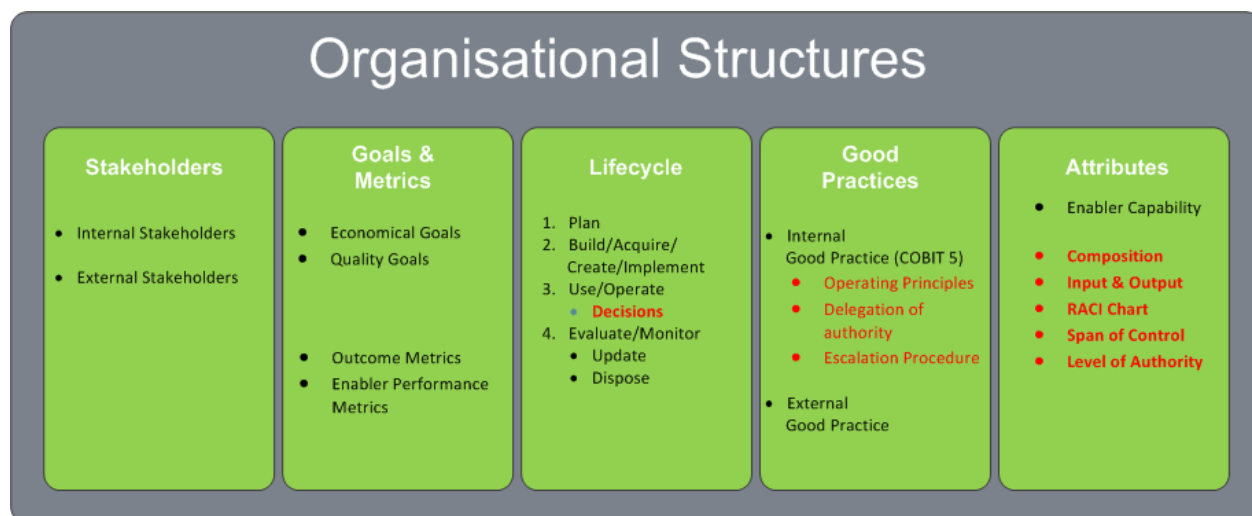 Organisational Structures
Stakeholders
• Internal Stakeholders
• External Stakeholders
Goals &
Metrics
• Economical Goals
• Quality Goals
• Outcome Metrics
• Enabler Performance
Metrics
Lifecycle
1. Plan
2. Build/Acquire/
Create/Implement
3. Use/Operate
• Decisions
4. Evaluate/Monitor
• Update
• Dispose
Good
Practices
• Internal
Good Practice (COBIT 5)
• Operating Principles
• Delegation of
authority
• Escalation Procedure
• External
Good Practice
Attributes
• Enabler Capability
• Composition
• Input & Output
• RACI Chart
• Span of Control
• Level of Authority